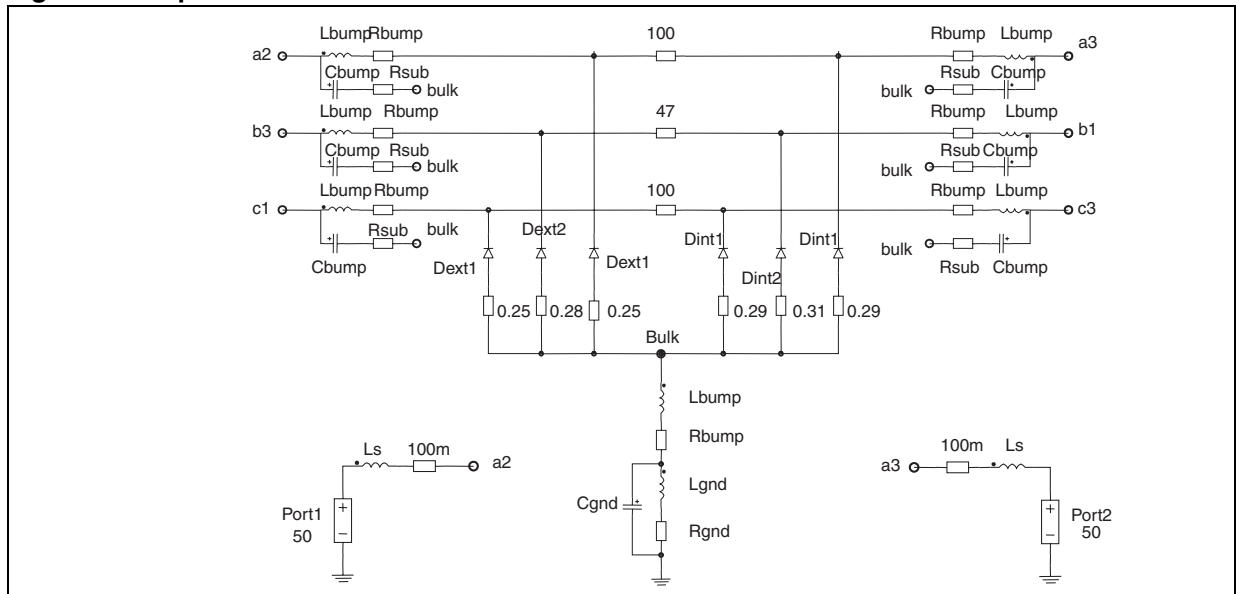 Lbump Rbump 100 Rbump Lbump
a2 a3
Cbump Rsub Rsub Cbump
bulk bulk
Lbump Rbump 47 Rbump Lbump
b3 b1
Cbump Rsub Rsub Cbump
bulk bulk
Lbump Rbump 100 Rbump Lbump
c1 c3
Rsub bulk Dext2 Dint1 Dint1 bulk
Cbump Dext1 Dext1 Dint2 Rsub Cbump
0.25 0.28 0.25 0.29 0.31 0.29
Bulk
Lbump
Rbump
Ls 100m a2 a3 100m Ls
Lgnd
Cgnd
Port1 Rgnd Port2
50 50